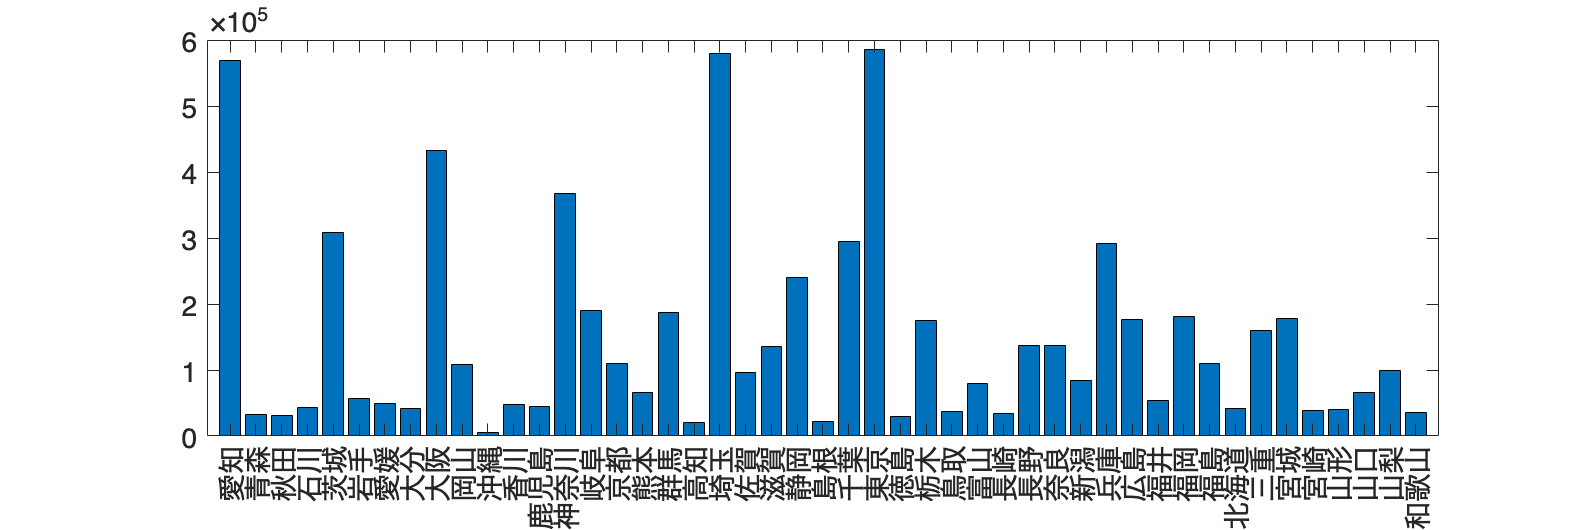 ×10⁵
6
5
4
3
2
1
0
愛知
青森
秋田
石川
茨城
岩手
愛媛
大分
大阪
岡山
沖縄
香川
鹿児島
神奈川
岐阜
京都
熊本
群馬
高知
埼玉
佐賀
滋賀
静岡
島根
千葉
東京
徳島
栃木
鳥取
富山
長崎
長野
奈良
新潟
兵庫
広島
福井
福岡
福島
北海道
三重
宮城
宮崎
山形
山口
山梨
和歌山